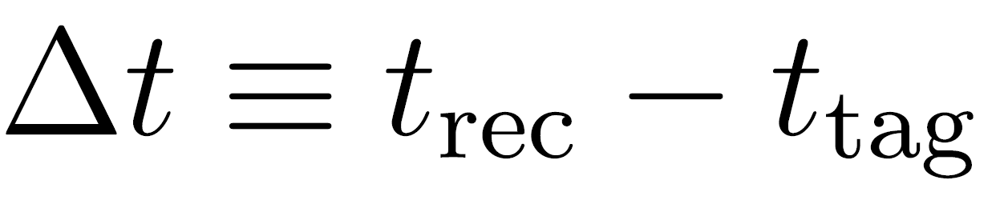 Δt ≡ t_rec − t_tag